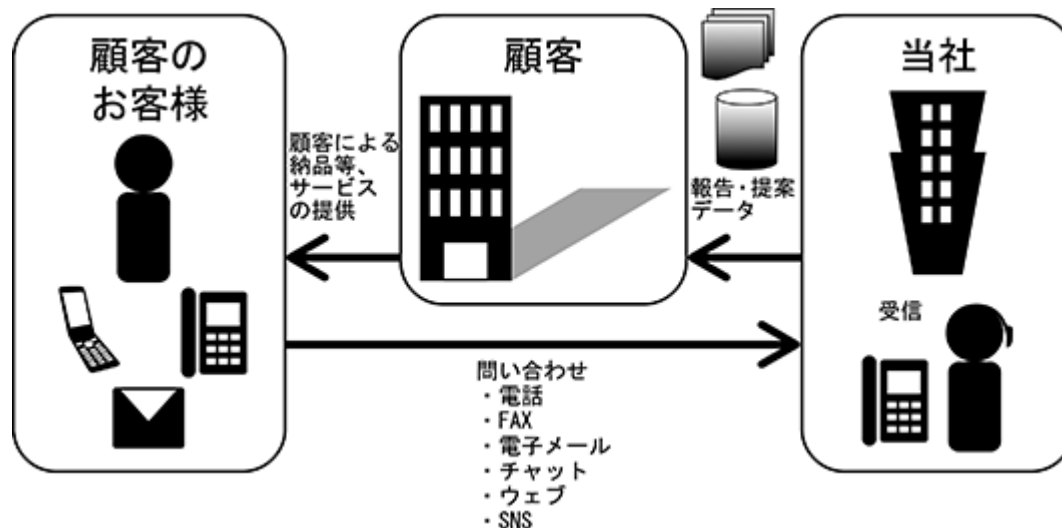 顧客の
お客様
顧客による
納品等、
サービス
の提供
顧客
報告・提案
データ
当社
受信
問い合わせ
・電話
・FAX
・電子メール
・チャット
・ウェブ
・SNS